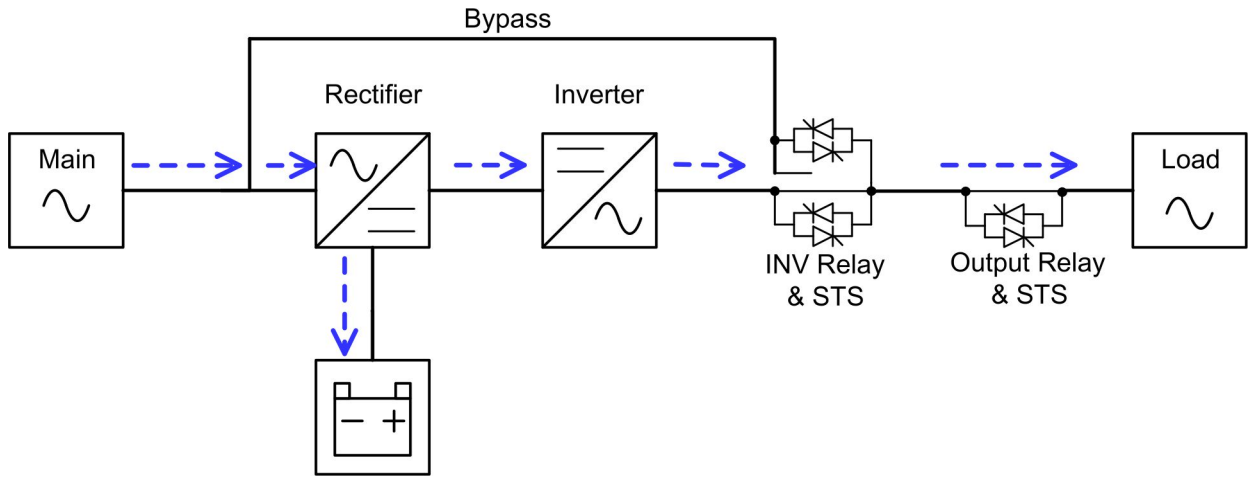 Bypass
Rectifier
Inverter
Main
Load
INV Relay
& STS
Output Relay
& STS